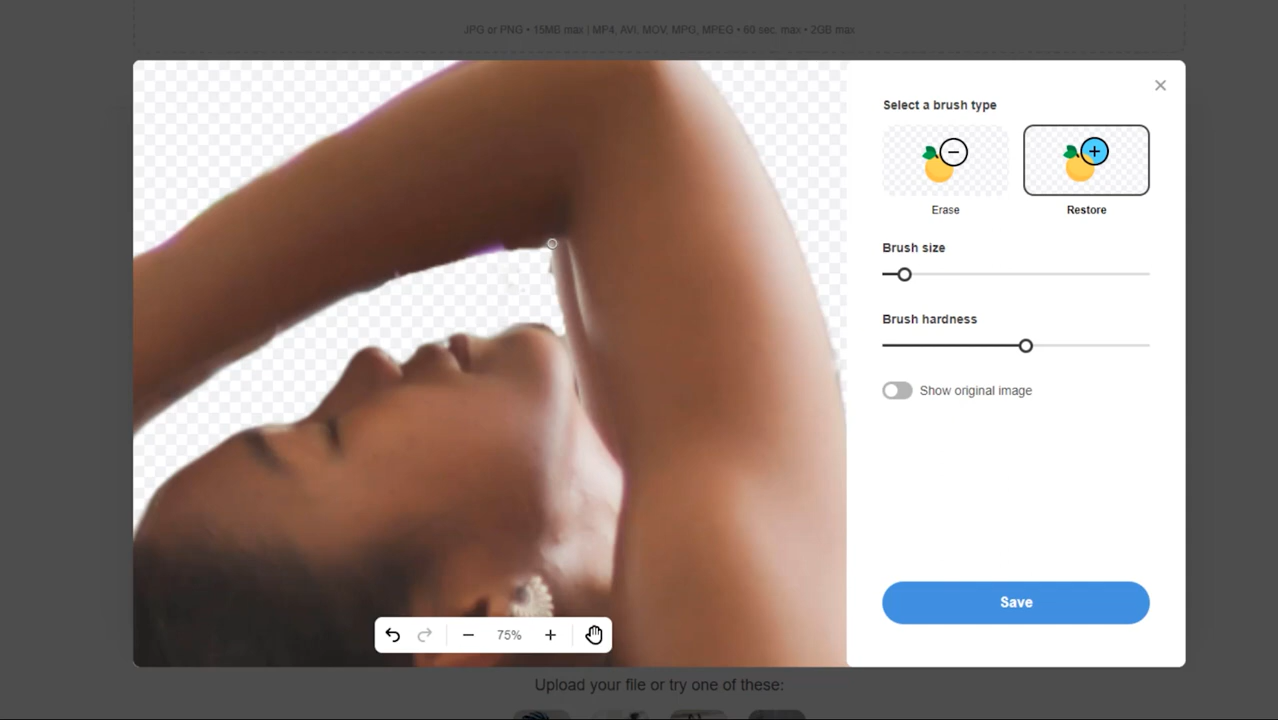 JPG or PNG • 15MB max | MP4, AVI, MOV, MPG, MPEG • 60 sec. max • 2GB max
Select a brush type
Erase
Restore
Brush size
Brush hardness
Show original image
Save
75%
Upload your file or try one of these: